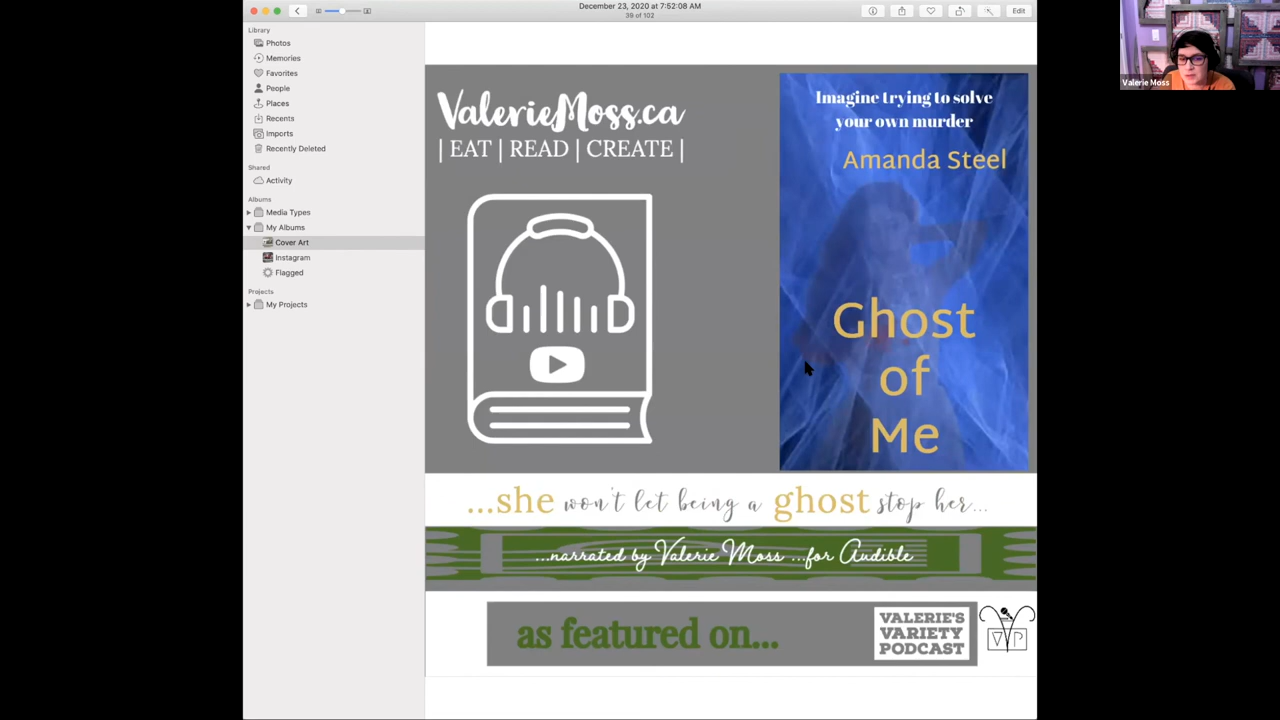 December 23, 2020 at 7:52:08 AM
39 of 102
Edit
Library
Photos
Memories
Favorites
People
Places
Recents
Imports
Recently Deleted
Shared
Activity
Albums
Media Types
My Albums
Cover Art
Instagram
Flagged
Projects
My Projects
ValerieMoss.ca
| EAT | READ | CREATE |
Imagine trying to solve
your own murder
Amanda Steel
Ghost
of
Me
...she won't let being a ghost stop her...
...narrated by Valerie Moss ...for Audible
as featured on...
VALERIE'S
VARIETY
PODCAST
V P
Valerie Moss